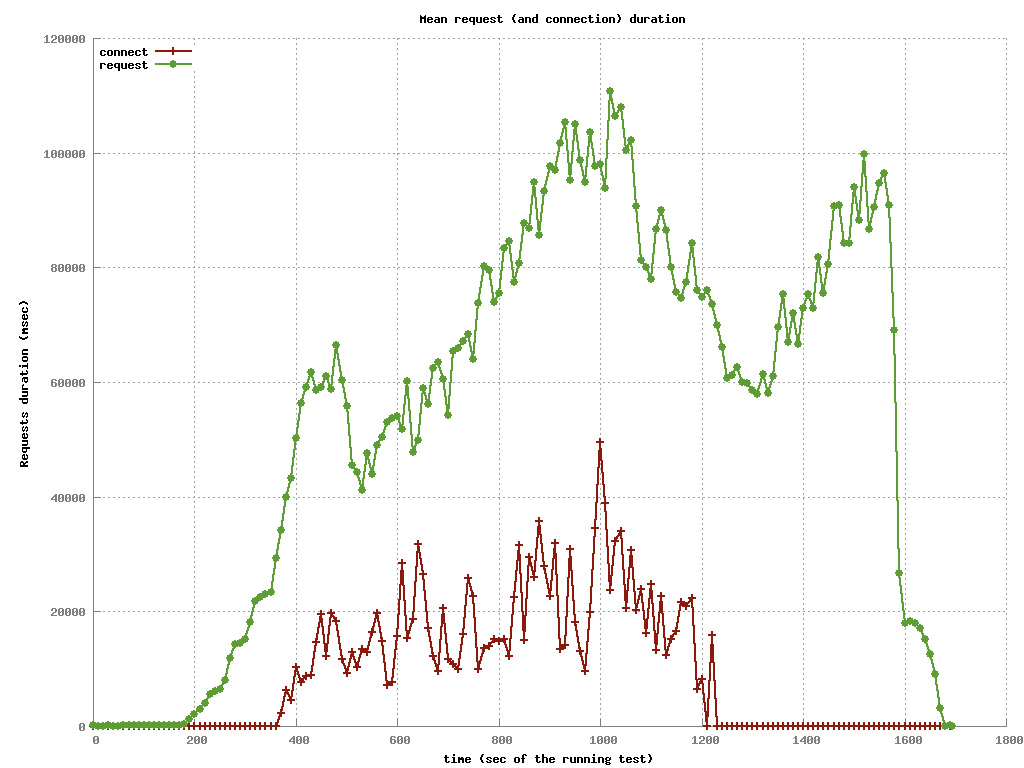 Mean request (and connection) duration
120000
connect
request
100000
80000
60000
40000
20000
0
0 200 400 600 800 1000 1200 1400 1600 1800
time (sec of the running test)
Requests duration (msec)